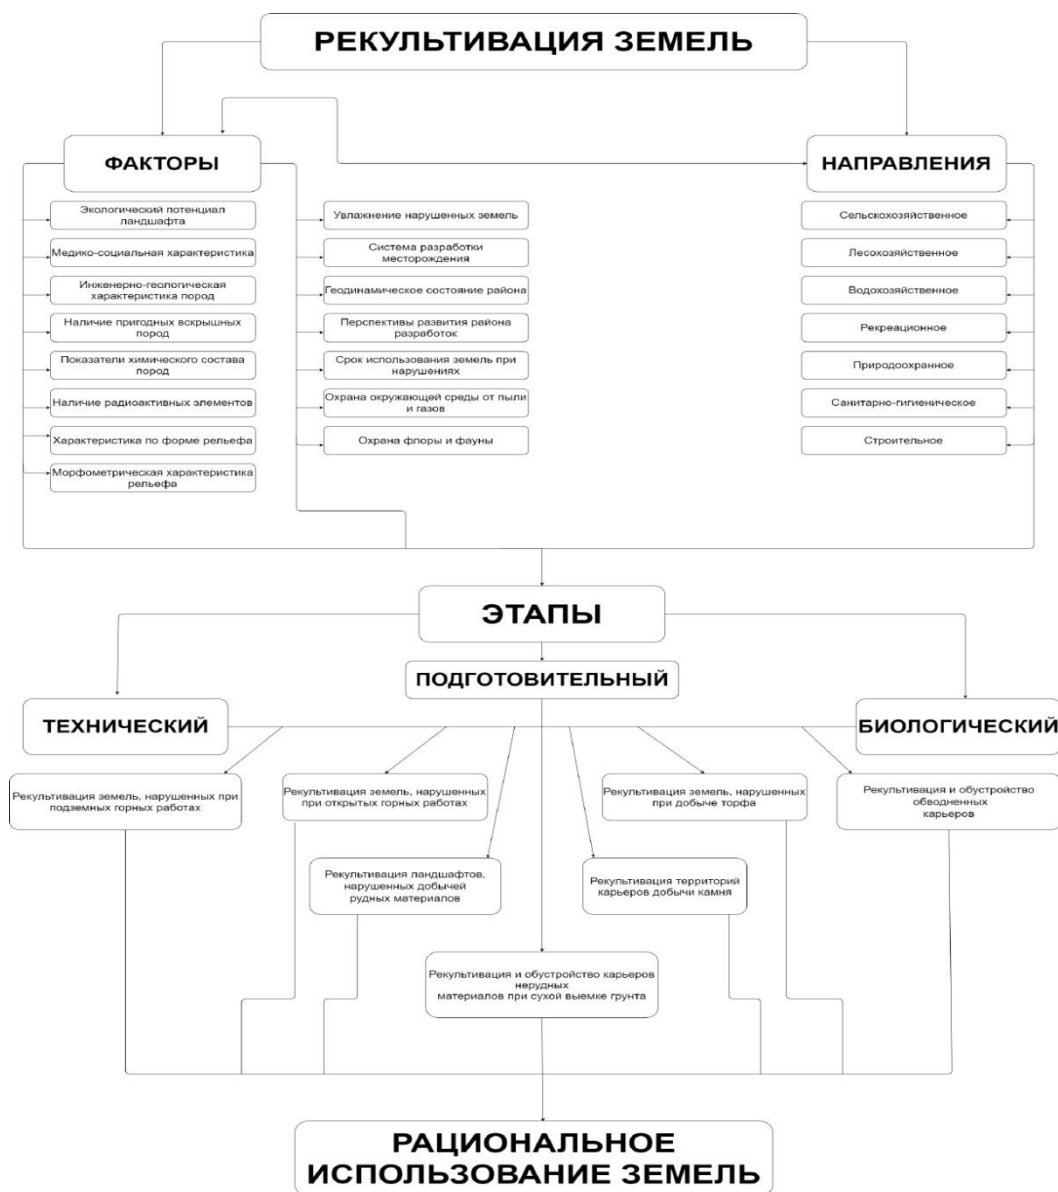 РЕКУЛЬТИВАЦИЯ ЗЕМЕЛЬ
ФАКТОРЫ
НАПРАВЛЕНИЯ
Экологический потенциал
ландшафта
Медико-социальная характеристика
Инженерно-геологическая
характеристика пород
Наличие пригодных вскрышных
пород
Показатели химического состава
пород
Наличие радиоактивных элементов
Характеристика по форме рельефа
Морфометрическая характеристика
рельефа
Увлажнение нарушенных земель
Система разработки
месторождения
Геодинамическое состояние района
Перспективы развития района
разработок
Срок использования земель при
нарушениях
Охрана окружающей среды от пыли
и газов
Охрана флоры и фауны
Сельскохозяйственное
Лесохозяйственное
Водохозяйственное
Рекреационное
Природоохранное
Санитарно-гигиеническое
Строительное
ЭТАПЫ
ПОДГОТОВИТЕЛЬНЫЙ
ТЕХНИЧЕСКИЙ
БИОЛОГИЧЕСКИЙ
Рекультивация земель, нарушенных при
подземных горных работах
Рекультивация земель, нарушенных
при открытых горных работах
Рекультивация земель, нарушенных
при добыче торфа
Рекультивация и обустройство
обводненных
карьеров
Рекультивация ландшафтов,
нарушенных добычей
рудных материалов
Рекультивация территорий
карьеров добычи камня
Рекультивация и обустройство карьеров
нерудных
материалов при сухой выемке грунта
РАЦИОНАЛЬНОЕ
ИСПОЛЬЗОВАНИЕ ЗЕМЕЛЬ